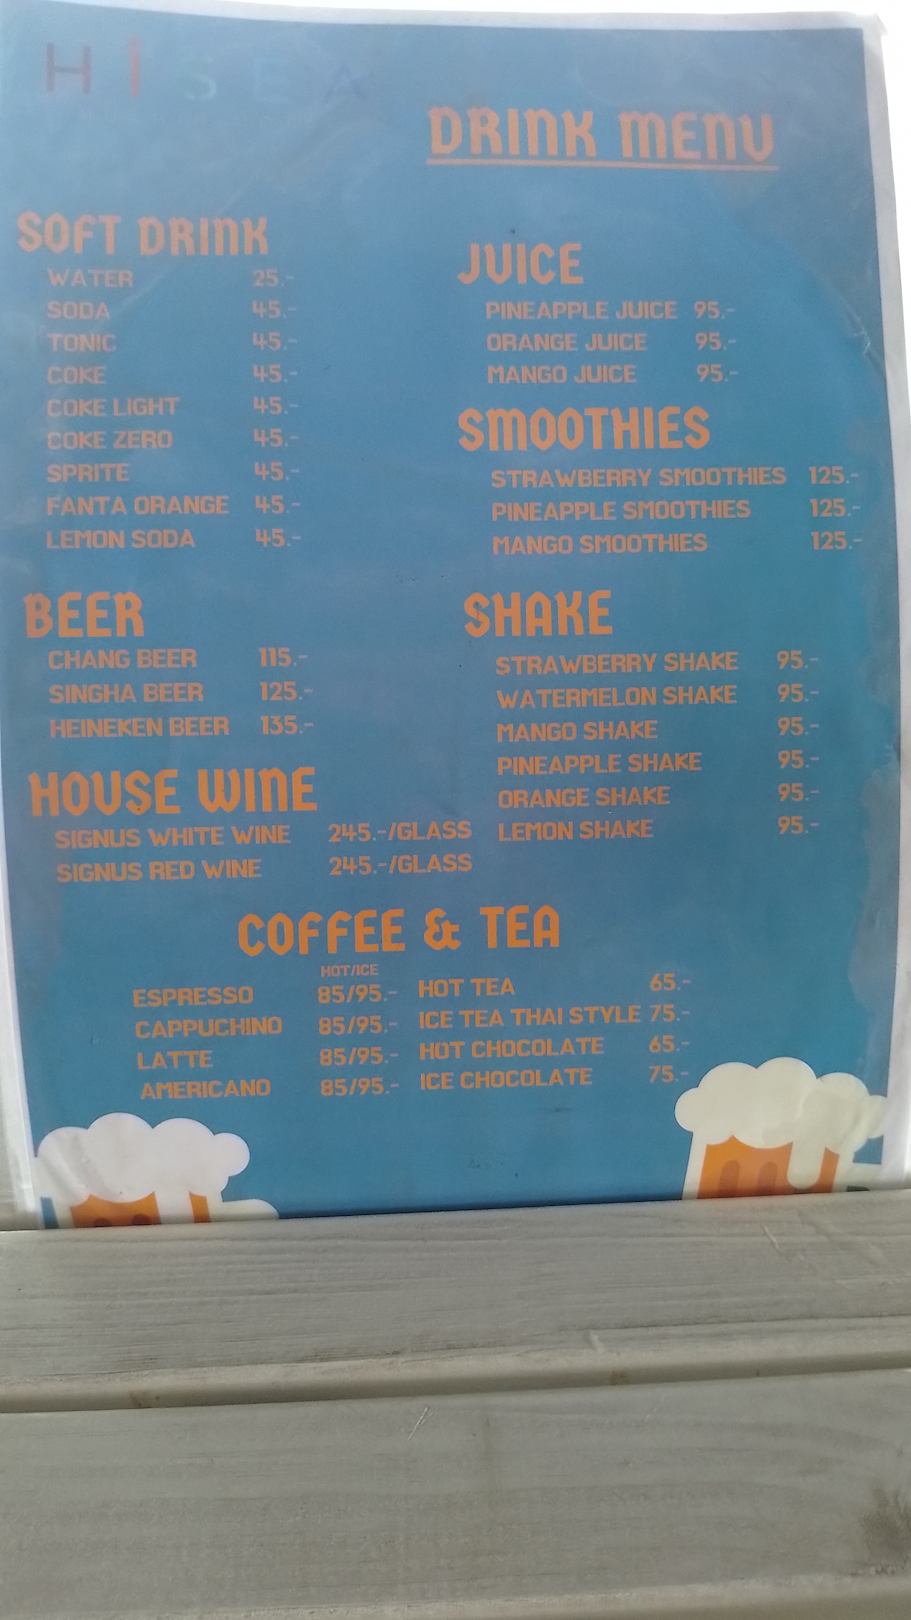 HISEA
DRINK MENU
SOFT DRINK
WATER 25.-
SODA 45.-
TONIC 45.-
COKE 45.-
COKE LIGHT 45.-
COKE ZERO 45.-
SPRITE 45.-
FANTA ORANGE 45.-
LEMON SODA 45.-
BEER
CHANG BEER 115.-
SINGHA BEER 125.-
HEINEKEN BEER 135.-
HOUSE WINE
SIGNUS WHITE WINE 245.-/GLASS
SIGNUS RED WINE 245.-/GLASS
JUICE
PINEAPPLE JUICE 95.-
ORANGE JUICE 95.-
MANGO JUICE 95.-
SMOOTHIES
STRAWBERRY SMOOTHIES 125.-
PINEAPPLE SMOOTHIES 125.-
MANGO SMOOTHIES 125.-
SHAKE
STRAWBERRY SHAKE 95.-
WATERMELON SHAKE 95.-
MANGO SHAKE 95.-
PINEAPPLE SHAKE 95.-
ORANGE SHAKE 95.-
LEMON SHAKE 95.-
COFFEE & TEA
HOT/ICE
ESPRESSO 85/95.-
CAPPUCHINO 85/95.-
LATTE 85/95.-
AMERICANO 85/95.-
HOT TEA 65.-
ICE TEA THAI STYLE 75.-
HOT CHOCOLATE 65.-
ICE CHOCOLATE 75.-